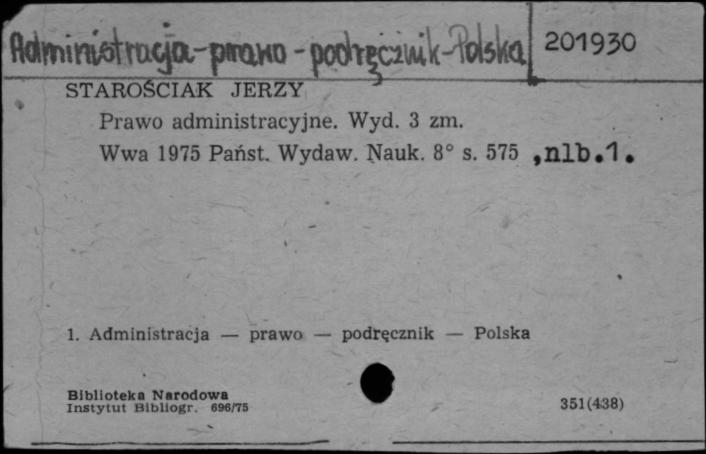 Administracja-prawo-podręcznik-Polska 201930
STAROŚCIAK JERZY
Prawo administracyjne. Wyd. 3 zm.
Wwa 1975 Państ. Wydaw. Nauk. 8° s. 575 ,nlb.1.
1. Administracja — prawo — podręcznik — Polska
Biblioteka Narodowa
Instytut Bibliogr. 696/75 351(438)